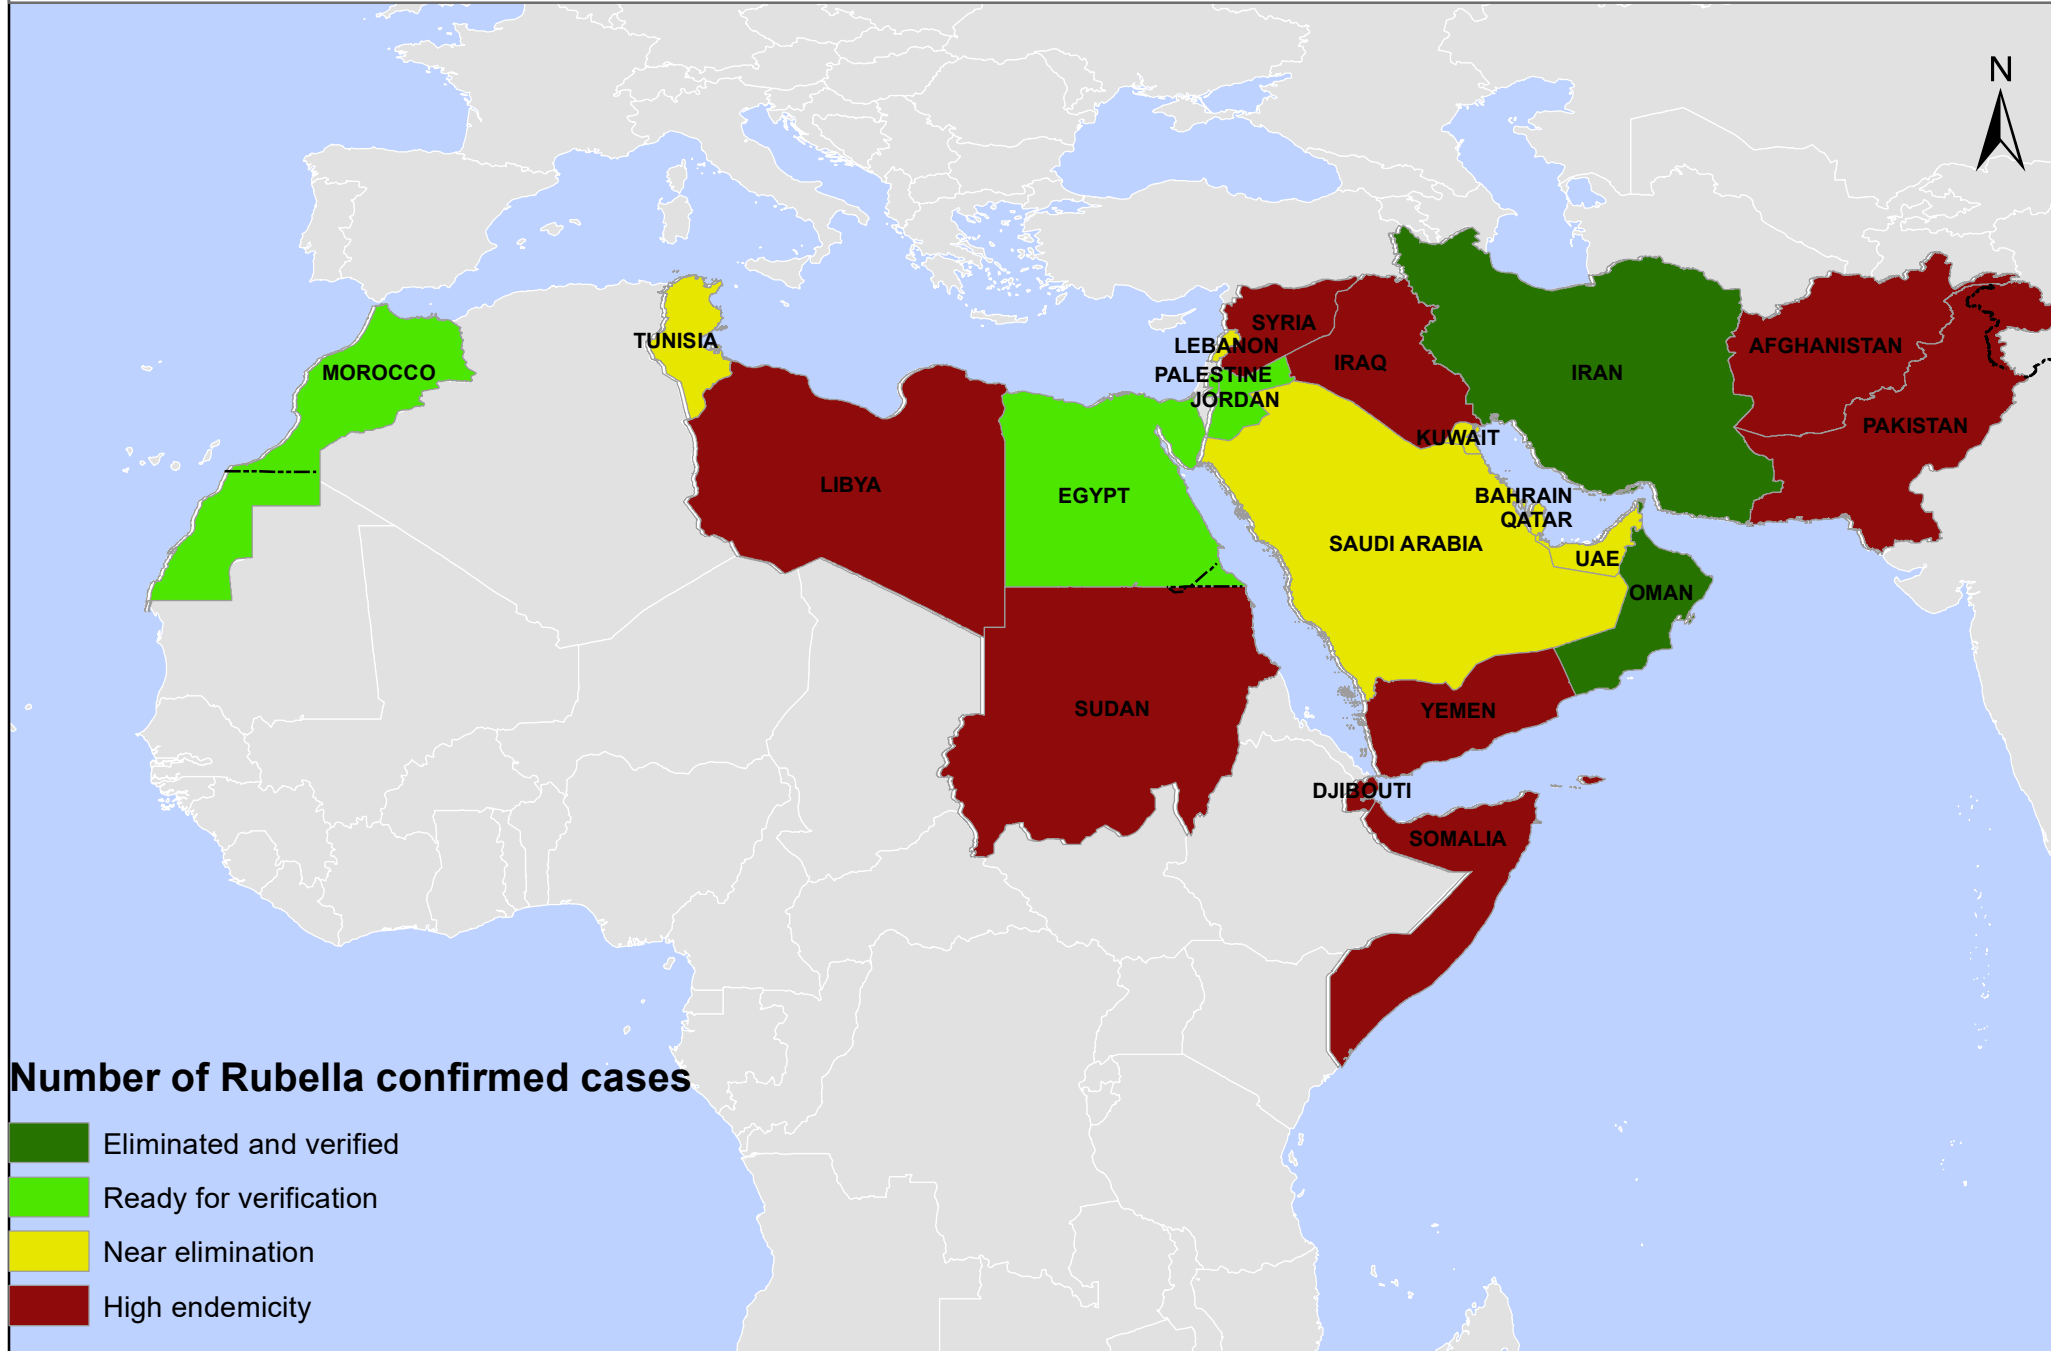 N
MOROCCO
TUNISIA
LIBYA
EGYPT
SUDAN
SYRIA
LEBANON
PALESTINE
JORDAN
IRAQ
IRAN
AFGHANISTAN
PAKISTAN
KUWAIT
BAHRAIN
QATAR
SAUDI ARABIA
UAE
OMAN
YEMEN
DJIBOUTI
SOMALIA
Number of Rubella confirmed cases
Eliminated and verified
Ready for verification
Near elimination
High endemicity